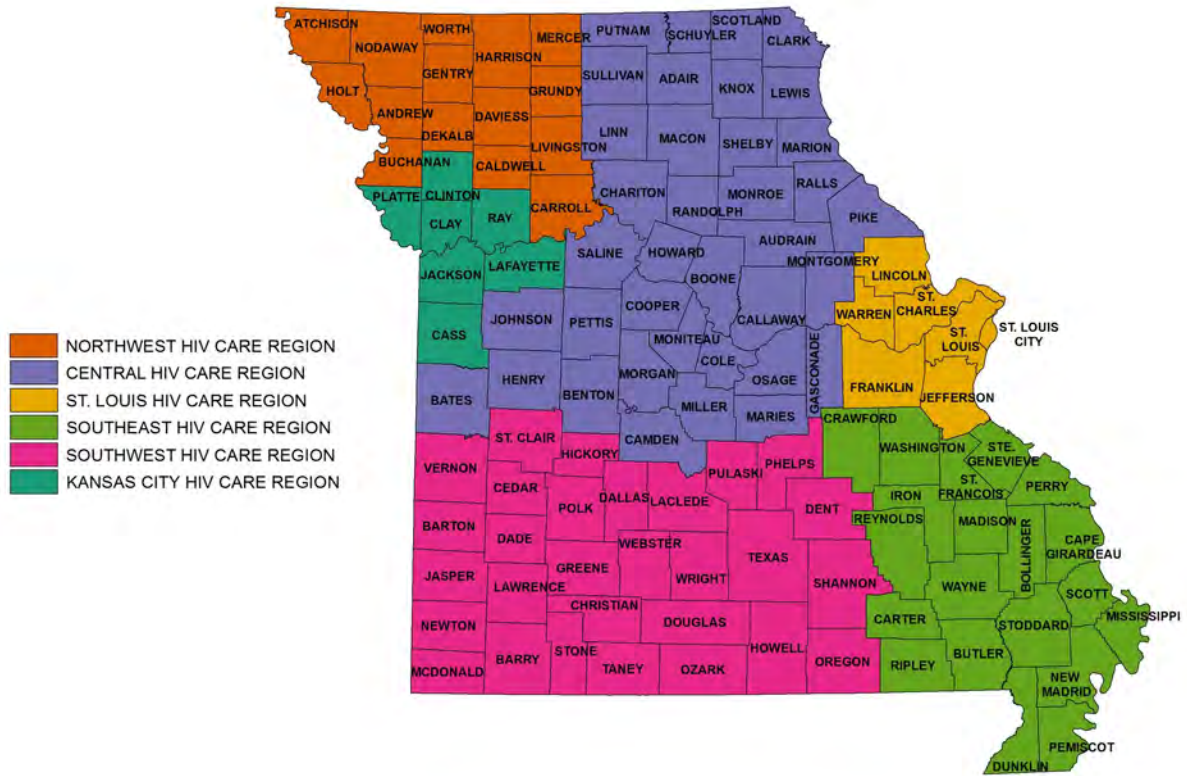 ATCHISON
NODAWAY
WORTH
HARRISON
MERCER
PUTNAM
SCHUYLER
SCOTLAND
CLARK
HOLT
GENTRY
SULLIVAN
ADAIR
KNOX
LEWIS
GRUNDY
ANDREW
DEKALB
DAVIESS
LINN
MACON
SHELBY
MARION
LIVINGSTON
BUCHANAN
CALDWELL
PLATTE
CLINTON
CHARITON
MONROE
RALLS
CLAY
RAY
CARROLL
RANDOLPH
PIKE
AUDRAIN
SALINE
HOWARD
MONTGOMERY
JACKSON
LAFAYETTE
BOONE
LINCOLN
COOPER
CALLAWAY
WARREN
ST.
CHARLES
JOHNSON
PETTIS
CASS
MONITEAU
ST.
LOUIS
ST. LOUIS
CITY
COLE
GASCONADE
NORTHWEST HIV CARE REGION
CENTRAL HIV CARE REGION
ST. LOUIS HIV CARE REGION
SOUTHEAST HIV CARE REGION
SOUTHWEST HIV CARE REGION
KANSAS CITY HIV CARE REGION
HENRY
MORGAN
OSAGE
FRANKLIN
BATES
BENTON
MILLER
MARIES
JEFFERSON
CAMDEN
CRAWFORD
ST. CLAIR
HICKORY
WASHINGTON
STE.
GENEVIEVE
VERNON
PULASKI
PHELPS
CEDAR
DALLAS
LACLEDE
ST.
FRANCOIS
PERRY
POLK
DENT
IRON
REYNOLDS
MADISON
BARTON
DADE
WEBSTER
TEXAS
BOLLINGER
CAPE
GIRARDEAU
JASPER
GREENE
WRIGHT
SHANNON
WAYNE
LAWRENCE
SCOTT
CHRISTIAN
NEWTON
DOUGLAS
CARTER
STODDARD
MISSISSIPPI
HOWELL
STONE
BARRY
OREGON
BUTLER
MCDONALD
TANEY
OZARK
RIPLEY
NEW
MADRID
PEMISCOT
DUNKLIN